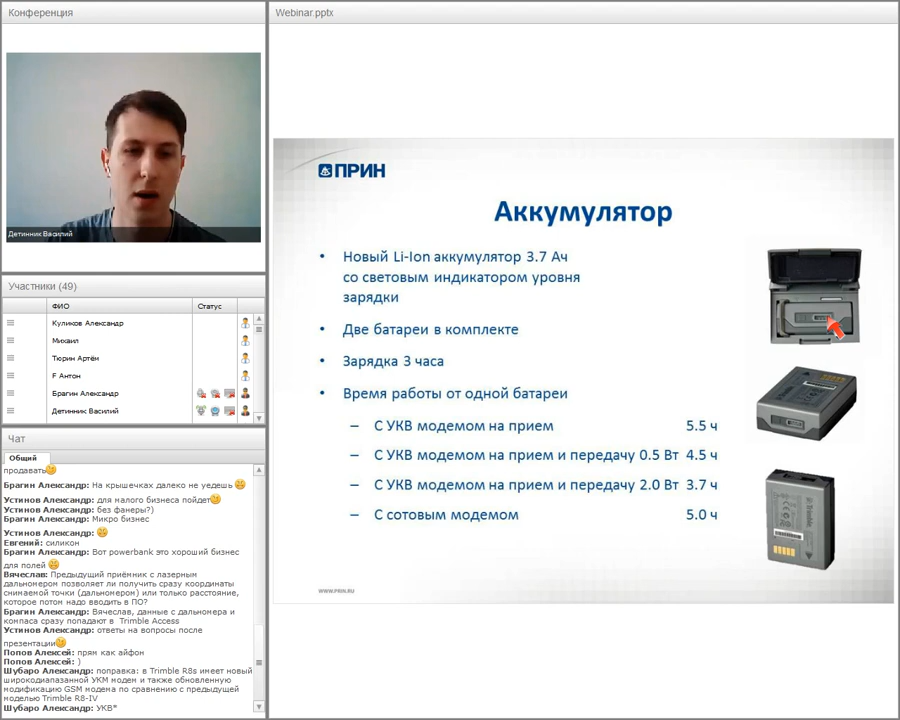 Конференция
Детинник Василий
Участники (49)
ФИО Статус
Куликов Александр
Михаил
Тюрин Артём
F Антон
Брагин Александр
Детинник Василий
Чат
Общий
продавать
Брагин Александр: На крышечках далеко не уедешь
Устинов Александр: для малого бизнеса пойдет
Устинов Александр: без фанеры?)
Брагин Александр: Микро бизнес
Устинов Александр:
Евгений: силикон
Брагин Александр: Вот powerbank это хороший бизнес
для полей
Вячеслав: Предыдущий приёмник с лазерным
дальномером позволяет ли получить сразу координаты
снимаемой точки (дальномером) или только расстояние,
которое потом надо вводить в ПО?
Брагин Александр: Вячеслав, данные с дальномера и
компаса сразу попадают в Trimble Access
Устинов Александр: ответы на вопросы после
презентации
Попов Алексей: прям как айфон
Попов Алексей: )
Шубаро Александр: поправка: в Trimble R8s имеет новый
широкодиапазонной УКМ модем и также обновленную
модификацию GSM модема по сравнению с предыдущей
моделью Trimble R8-IV
Шубаро Александр: УКВ*
Webinar.pptx
ПРИН
Аккумулятор
• Новый Li-Ion аккумулятор 3.7 Ач
со световым индикатором уровня
зарядки
• Две батареи в комплекте
• Зарядка 3 часа
• Время работы от одной батареи
– С УКВ модемом на прием 5.5 ч
– С УКВ модемом на прием и передачу 0.5 Вт 4.5 ч
– С УКВ модемом на прием и передачу 2.0 Вт 3.7 ч
– С сотовым модемом 5.0 ч
WWW.PRIN.RU
Trimble